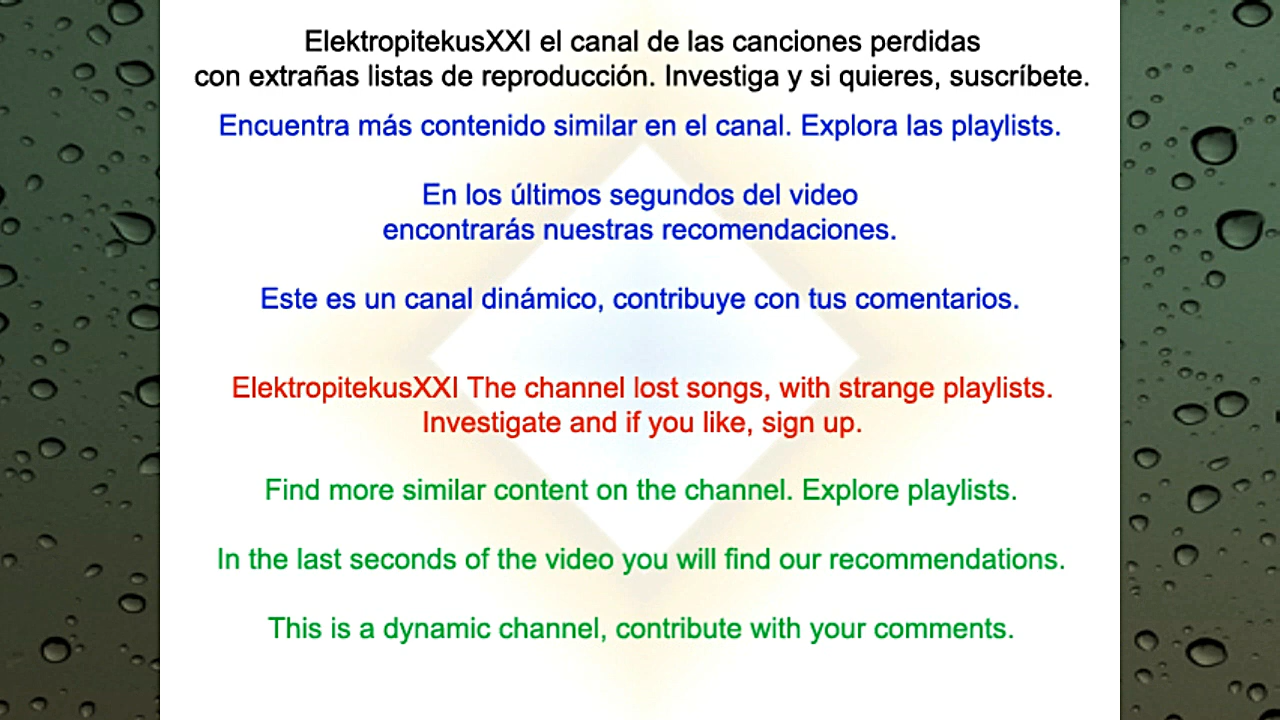 ElektropitekusXXI el canal de las canciones perdidas
con extrañas listas de reproducción. Investiga y si quieres, suscríbete.
Encuentra más contenido similar en el canal. Explora las playlists.
En los últimos segundos del video
encontrarás nuestras recomendaciones.
Este es un canal dinámico, contribuye con tus comentarios.
ElektropitekusXXI The channel lost songs, with strange playlists.
Investigate and if you like, sign up.
Find more similar content on the channel. Explore playlists.
In the last seconds of the video you will find our recommendations.
This is a dynamic channel, contribute with your comments.